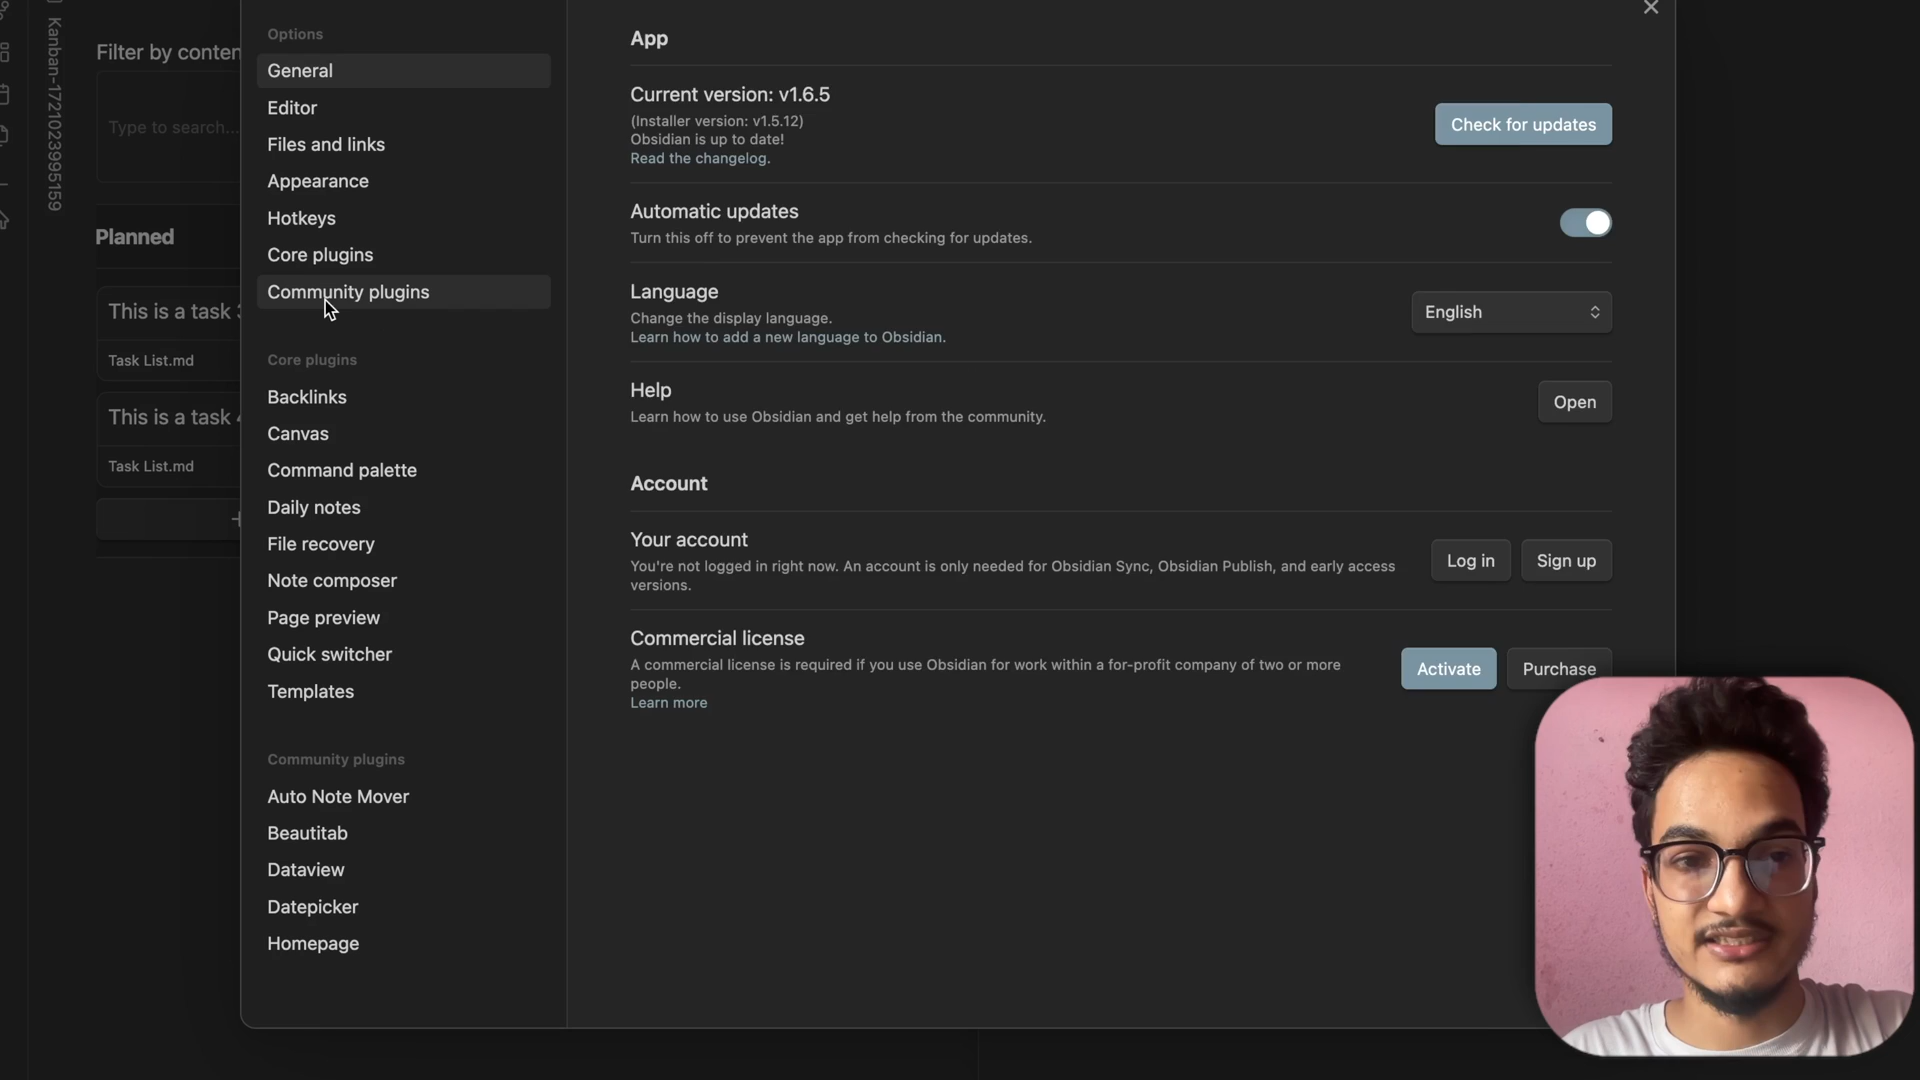 Kanban-1721023995159
Filter by conten
Type to search...
Planned
This is a task 3
Task List.md
This is a task 4
Task List.md
Options
General
Editor
Files and links
Appearance
Hotkeys
Core plugins
Community plugins
Core plugins
Backlinks
Canvas
Command palette
Daily notes
File recovery
Note composer
Page preview
Quick switcher
Templates
Community plugins
Auto Note Mover
Beautitab
Dataview
Datepicker
Homepage
App
Current version: v1.6.5
(Installer version: v1.5.12)
Obsidian is up to date!
Read the changelog.
Check for updates
Automatic updates
Turn this off to prevent the app from checking for updates.
Language
Change the display language.
Learn how to add a new language to Obsidian.
English
Help
Learn how to use Obsidian and get help from the community.
Open
Account
Your account
You're not logged in right now. An account is only needed for Obsidian Sync, Obsidian Publish, and early access
versions.
Log in
Sign up
Commercial license
A commercial license is required if you use Obsidian for work within a for-profit company of two or more
people.
Learn more
Activate
Purchase